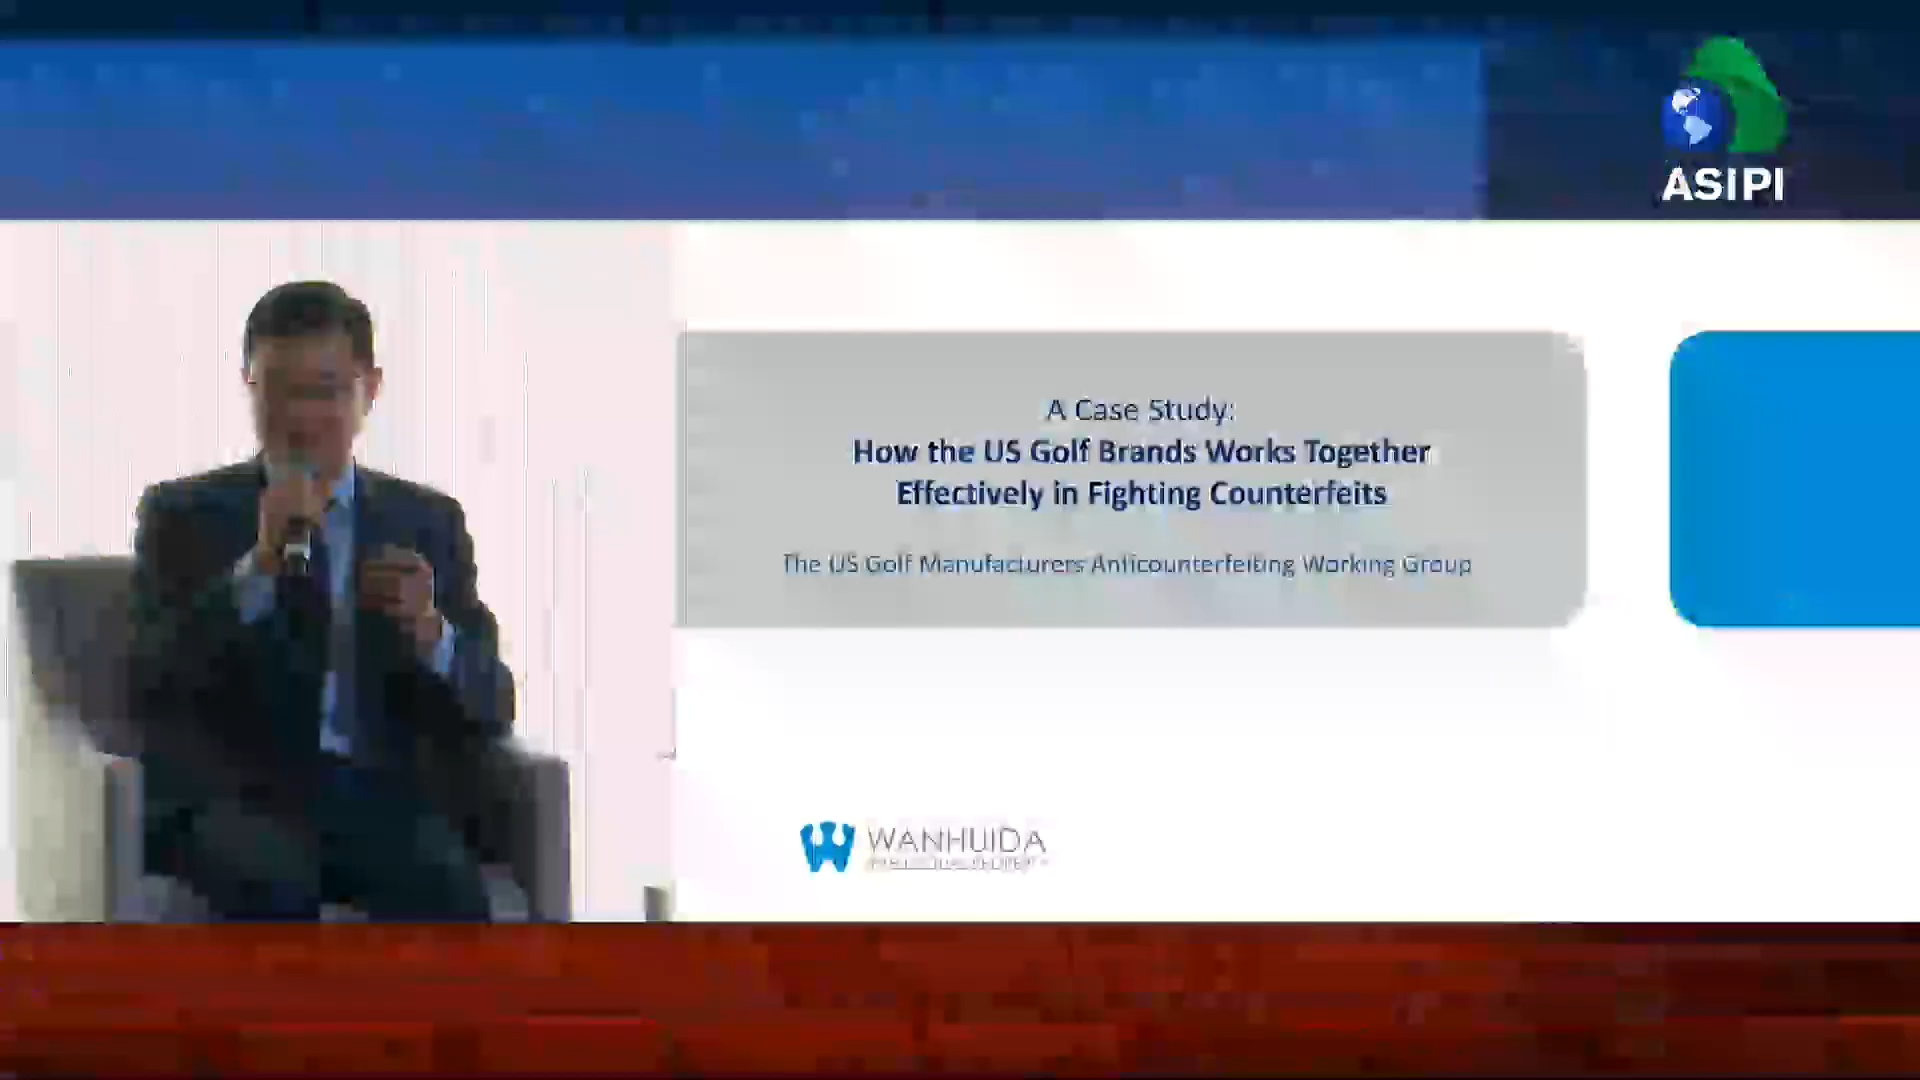 ASIPI
A Case Study:
How the US Golf Brands Works Together
Effectively in Fighting Counterfeits
The US Golf Manufacturers Anticounterfeiting Working Group
WANHUIDA